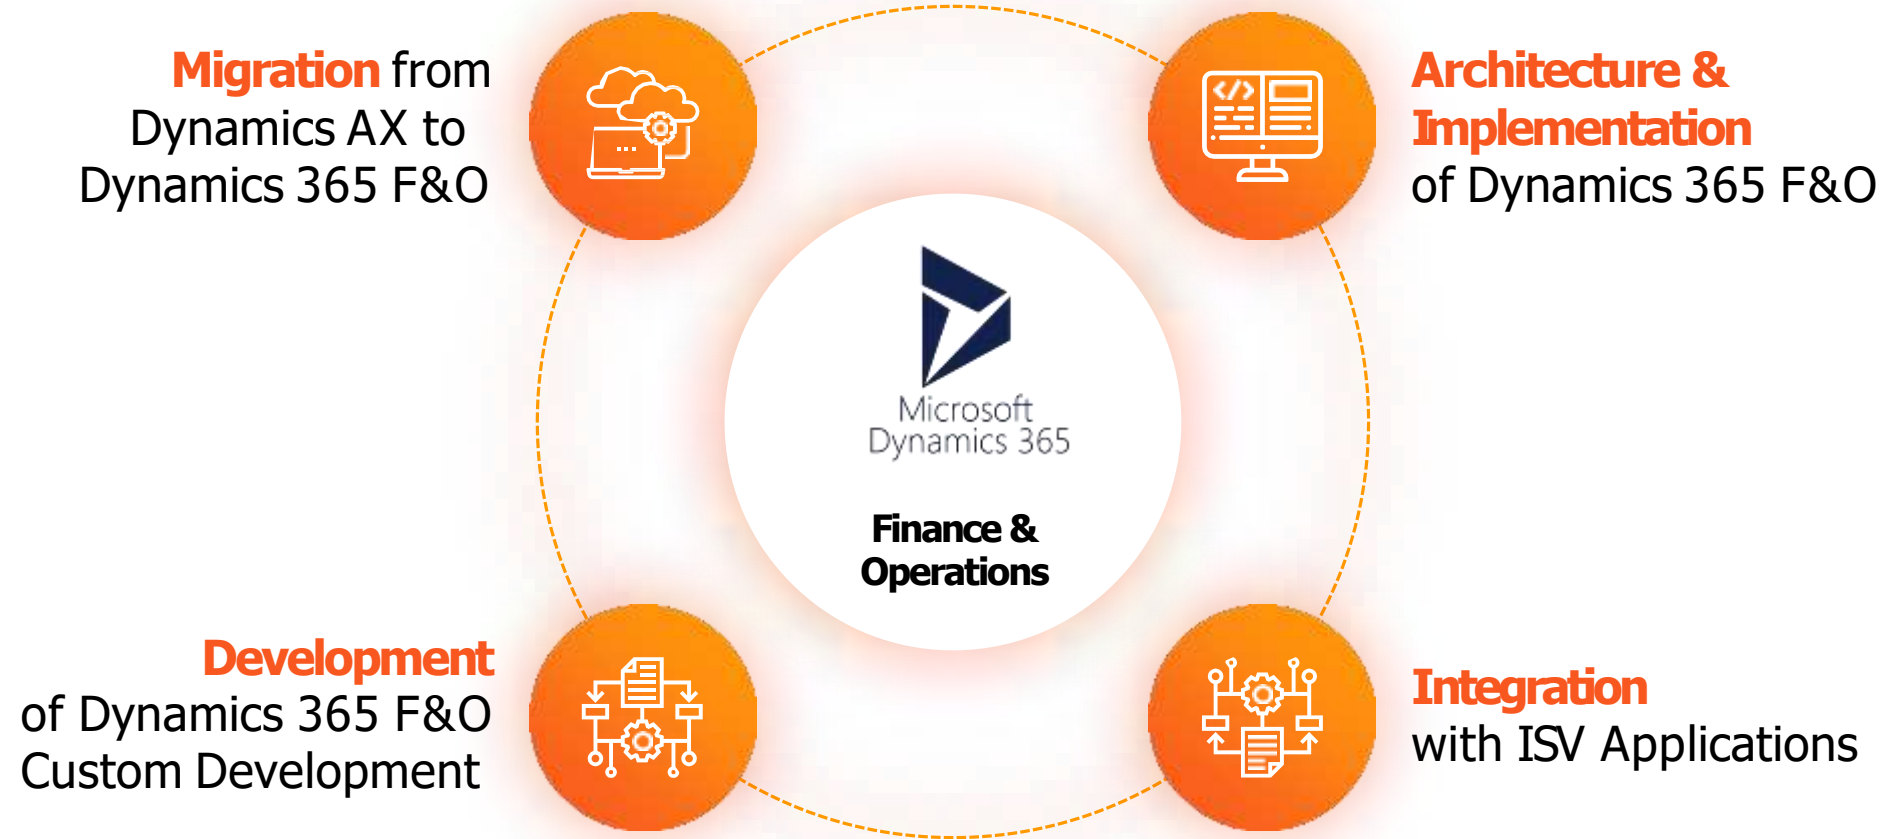 Migration from
Dynamics AX to
Dynamics 365 F&O
Architecture &
Implementation
of Dynamics 365 F&O
</>
Microsoft
Dynamics 365
Finance &
Operations
Development
of Dynamics 365 F&O
Custom Development
Integration
with ISV Applications